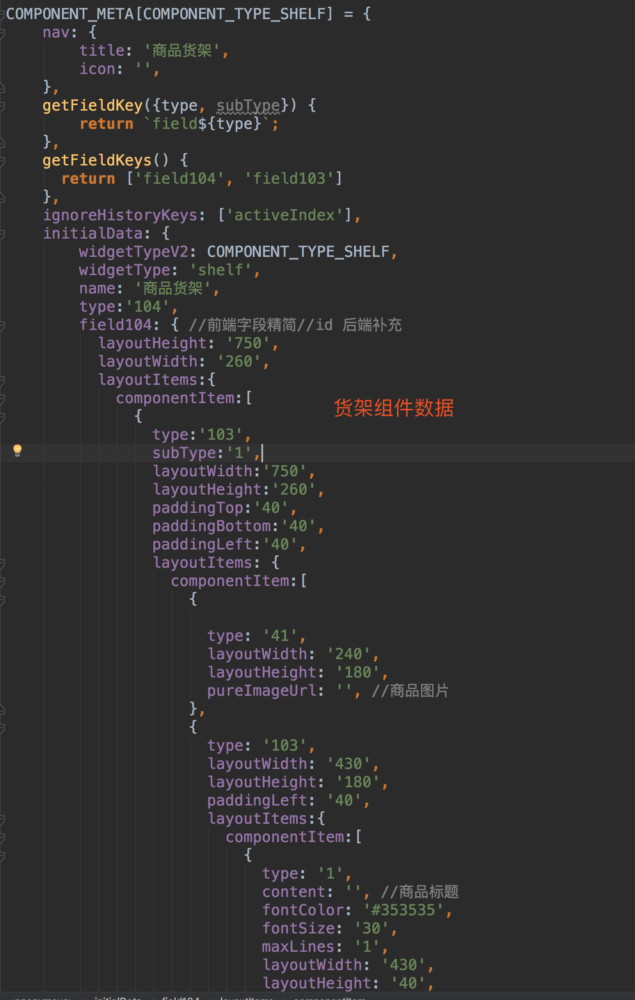 COMPONENT_META[COMPONENT_TYPE_SHELF] = {
    nav: {
        title: '商品货架',
        icon: '',
    },
    getFieldKey({type, subType}) {
        return `field${type}`;
    },
    getFieldKeys() {
      return ['field104', 'field103']
    },
    ignoreHistoryKeys: ['activeIndex'],
    initialData: {
        widgetTypeV2: COMPONENT_TYPE_SHELF,
        widgetType: 'shelf',
        name: '商品货架',
        type:'104',
        field104: { //前端字段精简//id 后端补充
          layoutHeight: '750',
          layoutWidth: '260',
          layoutItems:{
            componentItem:[
货架组件数据
              {
                type:'103',
                subType:'1',
                layoutWidth:'750',
                layoutHeight:'260',
                paddingTop:'40',
                paddingBottom:'40',
                paddingLeft:'40',
                layoutItems: {
                  componentItem:[
                    {
                      type: '41',
                      layoutWidth: '240',
                      layoutHeight: '180',
                      pureImageUrl: '', //商品图片
                    },
                    {
                      type: '103',
                      layoutWidth: '430',
                      layoutHeight: '180',
                      paddingLeft: '40',
                      layoutItems:{
                        componentItem:[
                          {
                            type: '1',
                            content: '', //商品标题
                            fontColor: '#353535',
                            fontSize: '30',
                            maxLines: '1',
                            layoutWidth: '430',
                            layoutHeight: '40',